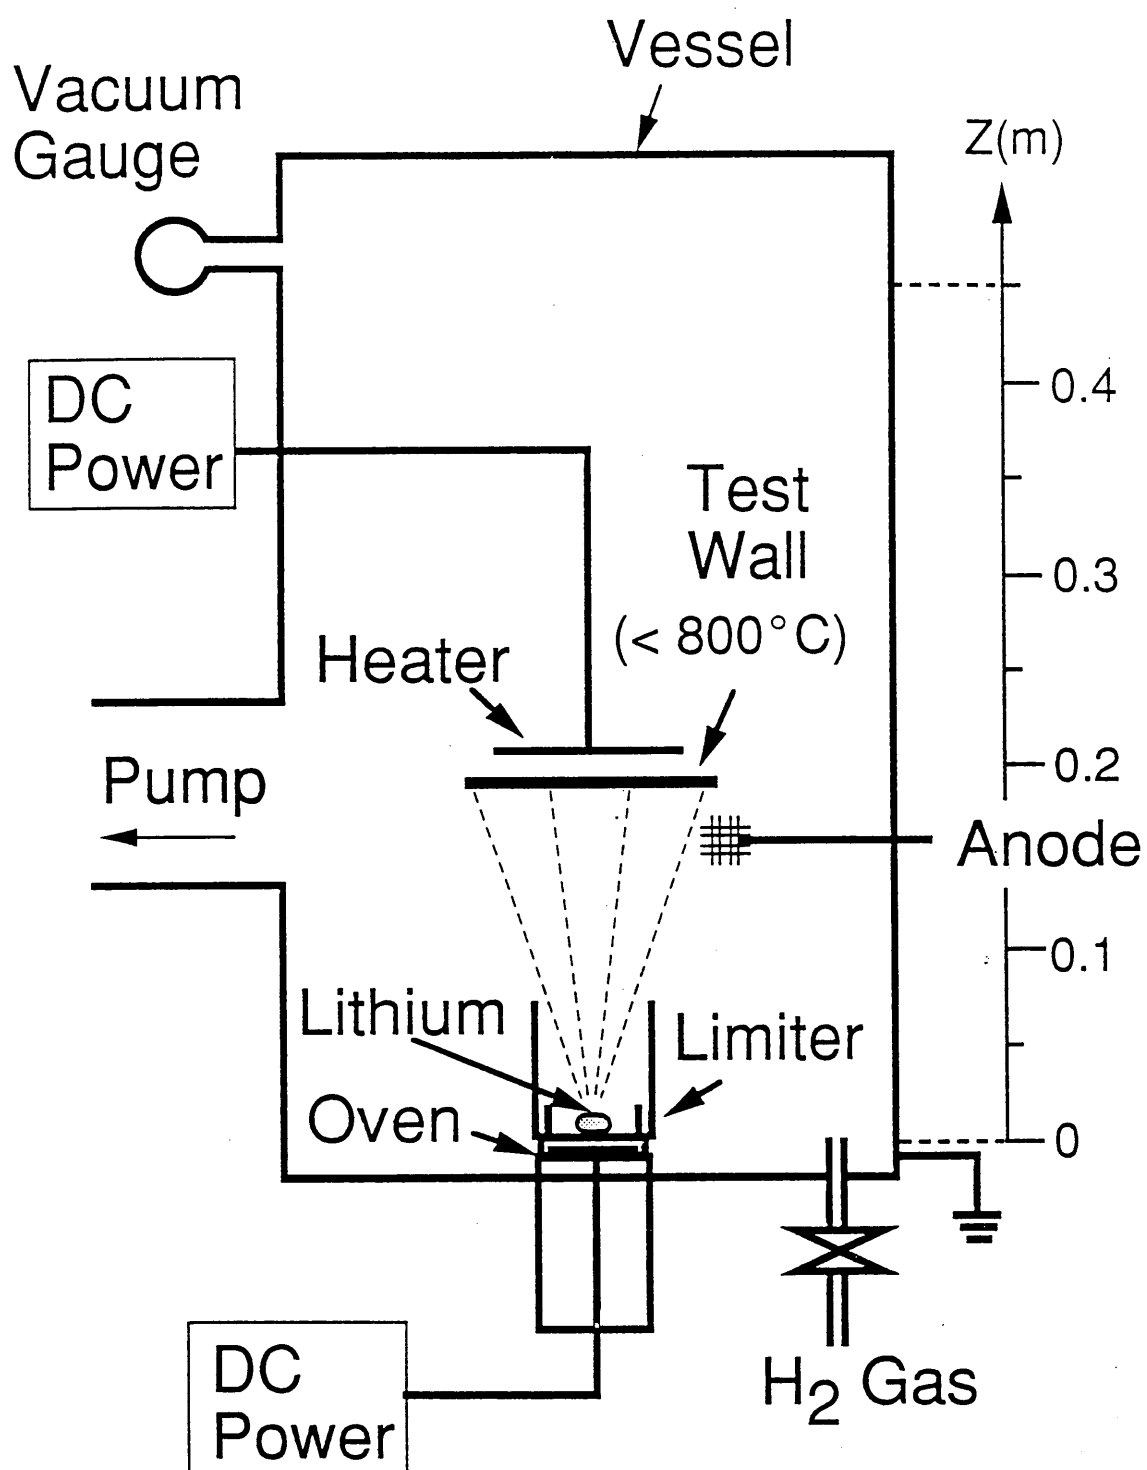 Vessel
Vacuum
Gauge
Z(m)
DC
Power
0.4
Test
Wall
(< 800°C)
0.3
Heater
0.2
Pump
Anode
0.1
Lithium
Limiter
Oven
0
H2 Gas
DC
Power